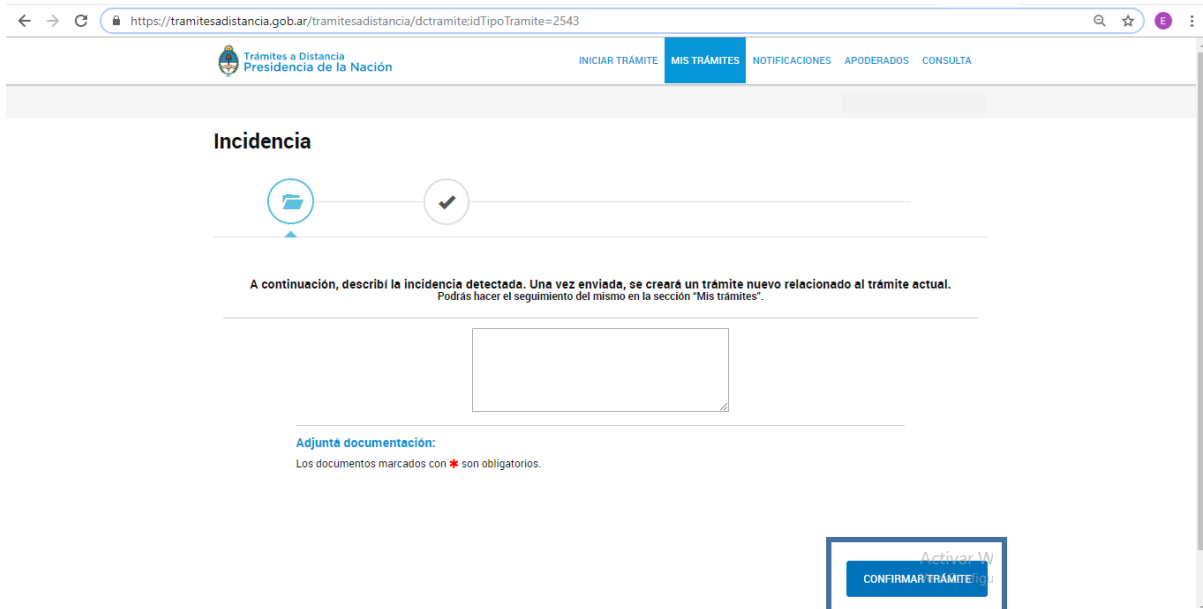 https://tramitesadistancia.gob.ar/tramitesadistancia/dctramite;idTipoTramite=2543
E
Trámites a Distancia
Presidencia de la Nación
INICIAR TRÁMITE MIS TRÁMITES NOTIFICACIONES APODERADOS CONSULTA
Incidencia
A continuación, describí la incidencia detectada. Una vez enviada, se creará un trámite nuevo relacionado al trámite actual.
Podrás hacer el seguimiento del mismo en la sección "Mis trámites".
Adjuntá documentación:
Los documentos marcados con ✱ son obligatorios.
Activar W
CONFIRMAR TRÁMITE